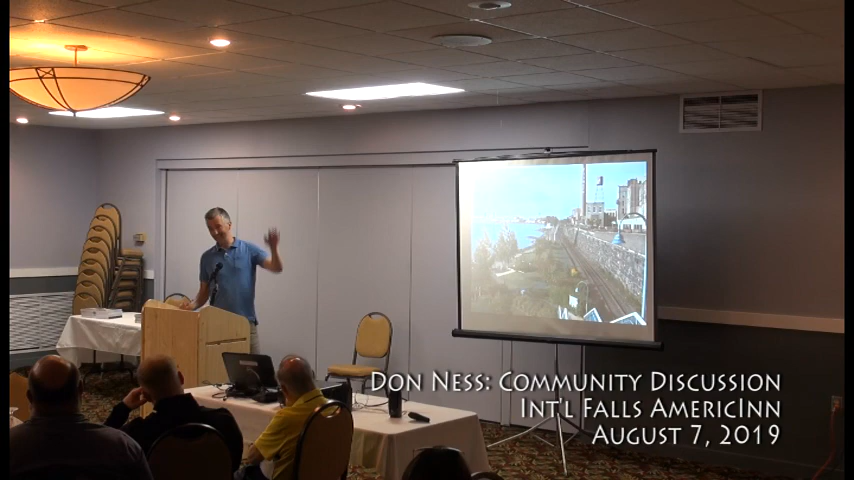 Don Ness: Community Discussion
Int'l Falls AmericInn
August 7, 2019